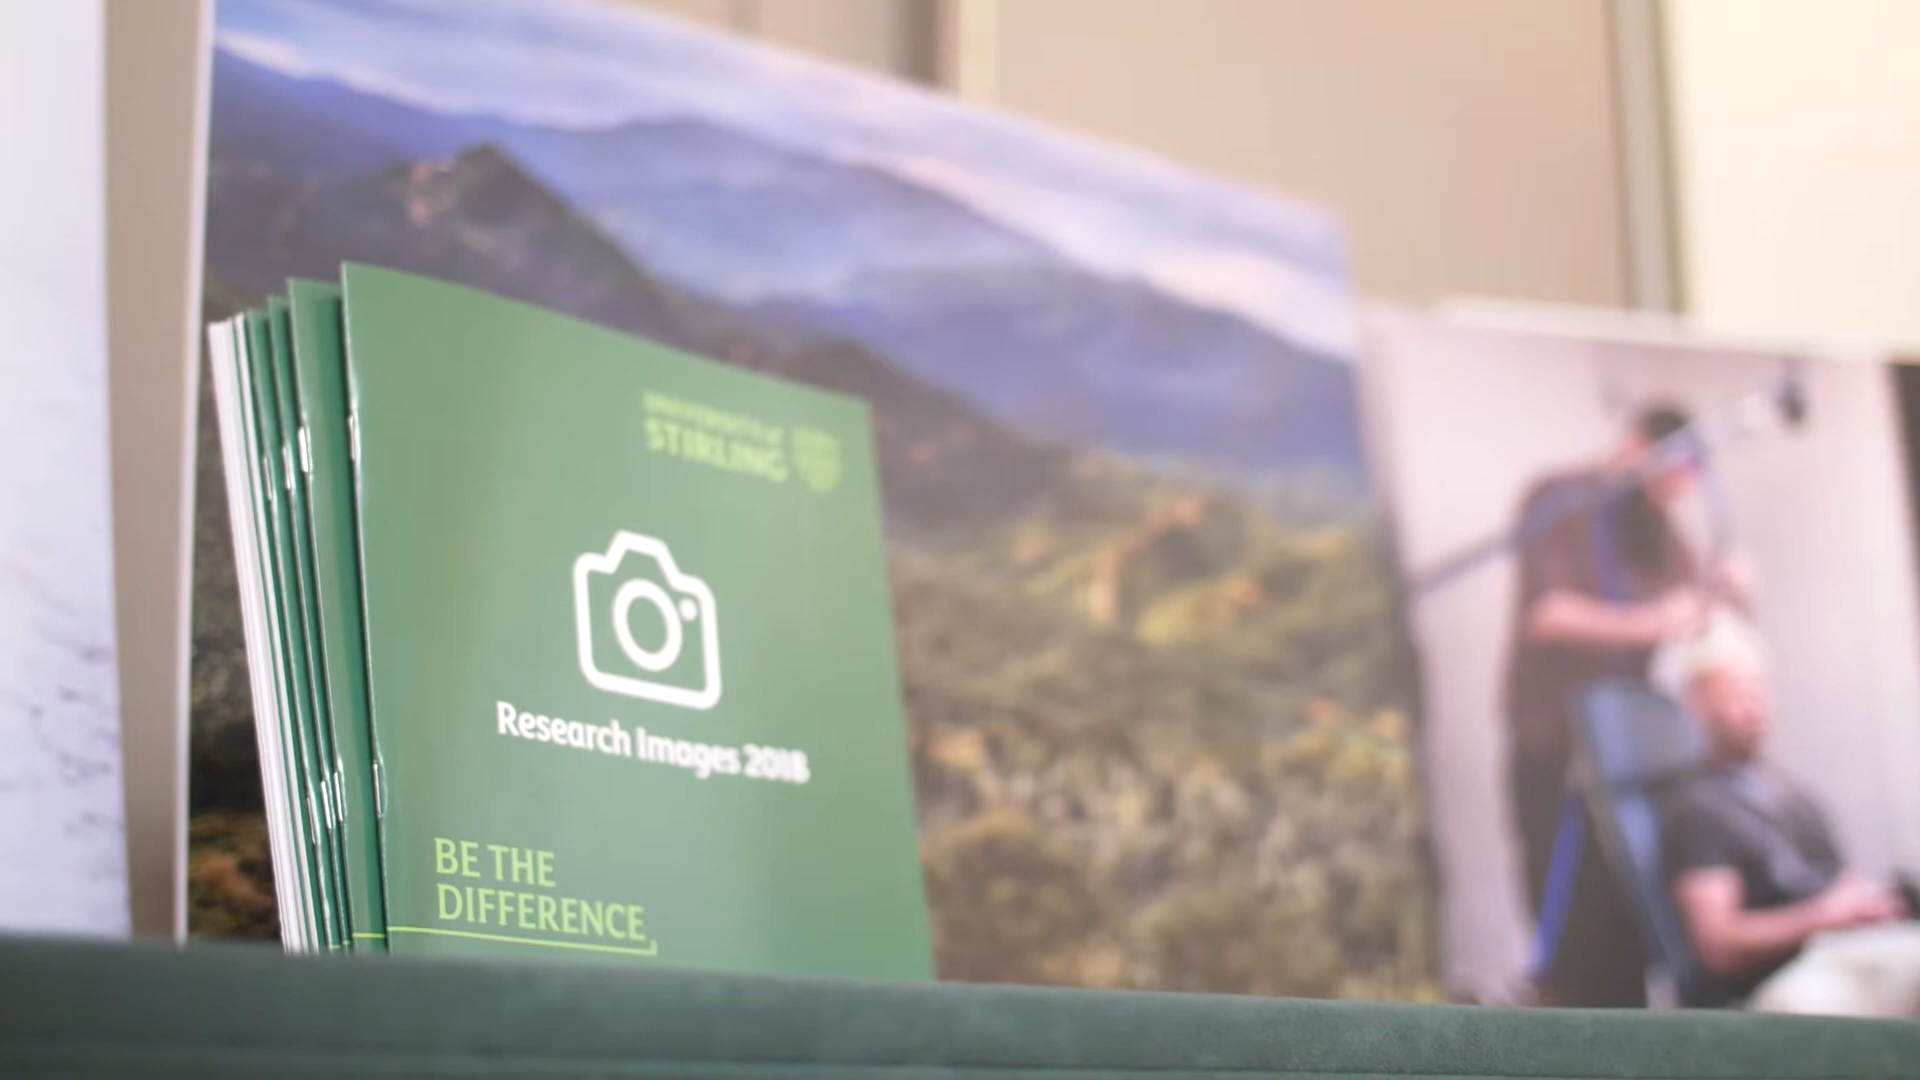 UNIVERSITY of
STIRLING
Research Images 2018
BE THE
DIFFERENCE